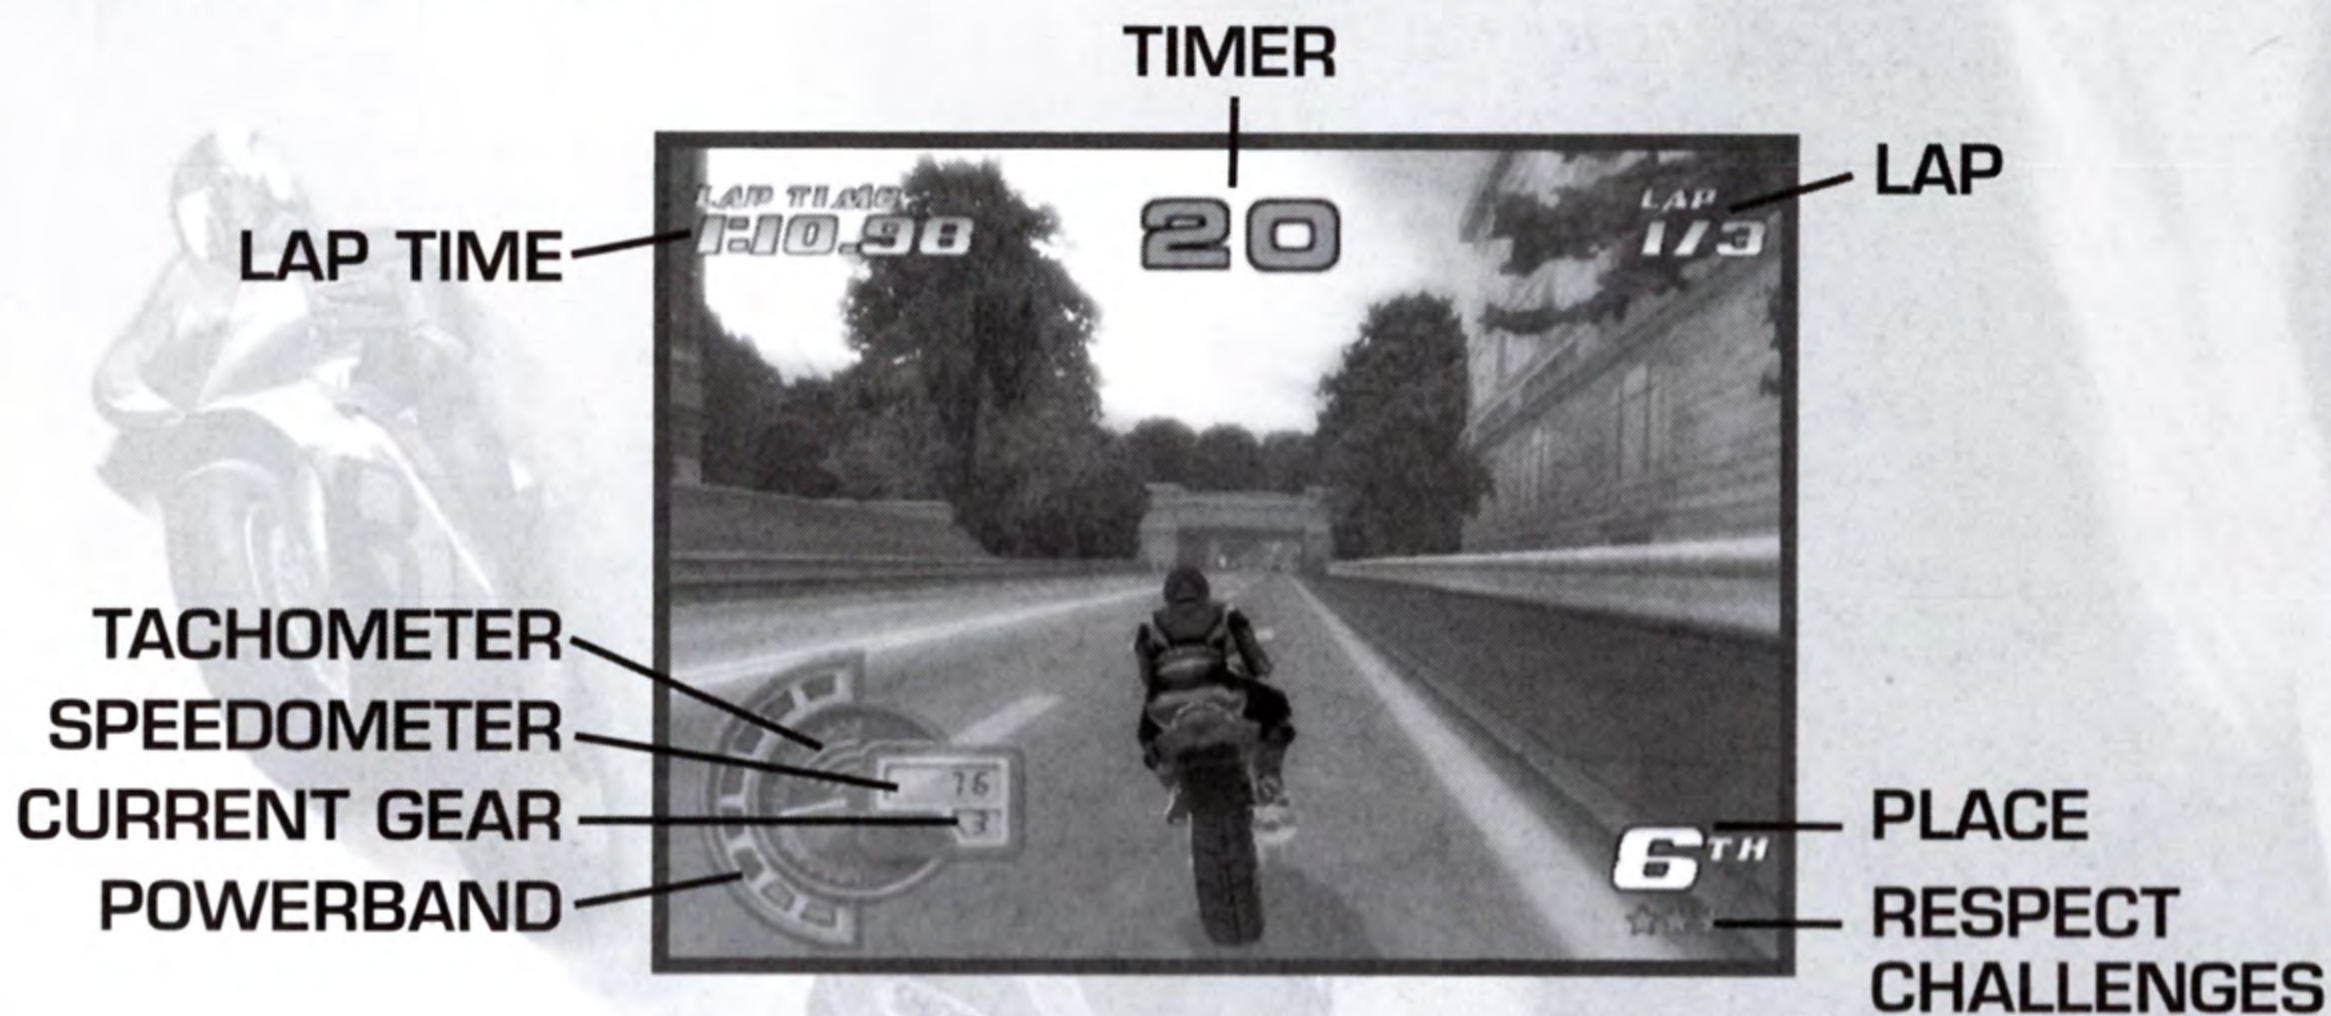 TIMER
LAP
LAP TIME
LAP TIME
1:10.98
20
LAP
1/3
TACHOMETER
SPEEDOMETER
CURRENT GEAR
POWERBAND
76
3
6TH
PLACE
RESPECT
CHALLENGES